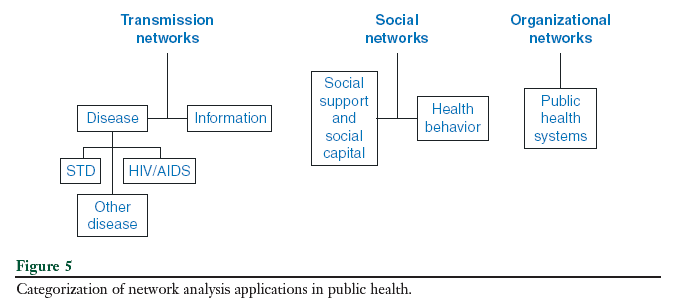 Transmission
networks
Social
networks
Organizational
networks
Disease
Information
STD
HIV/AIDS
Other
disease
Social
support
and
social
capital
Health
behavior
Public
health
systems
Figure 5
Categorization of network analysis applications in public health.